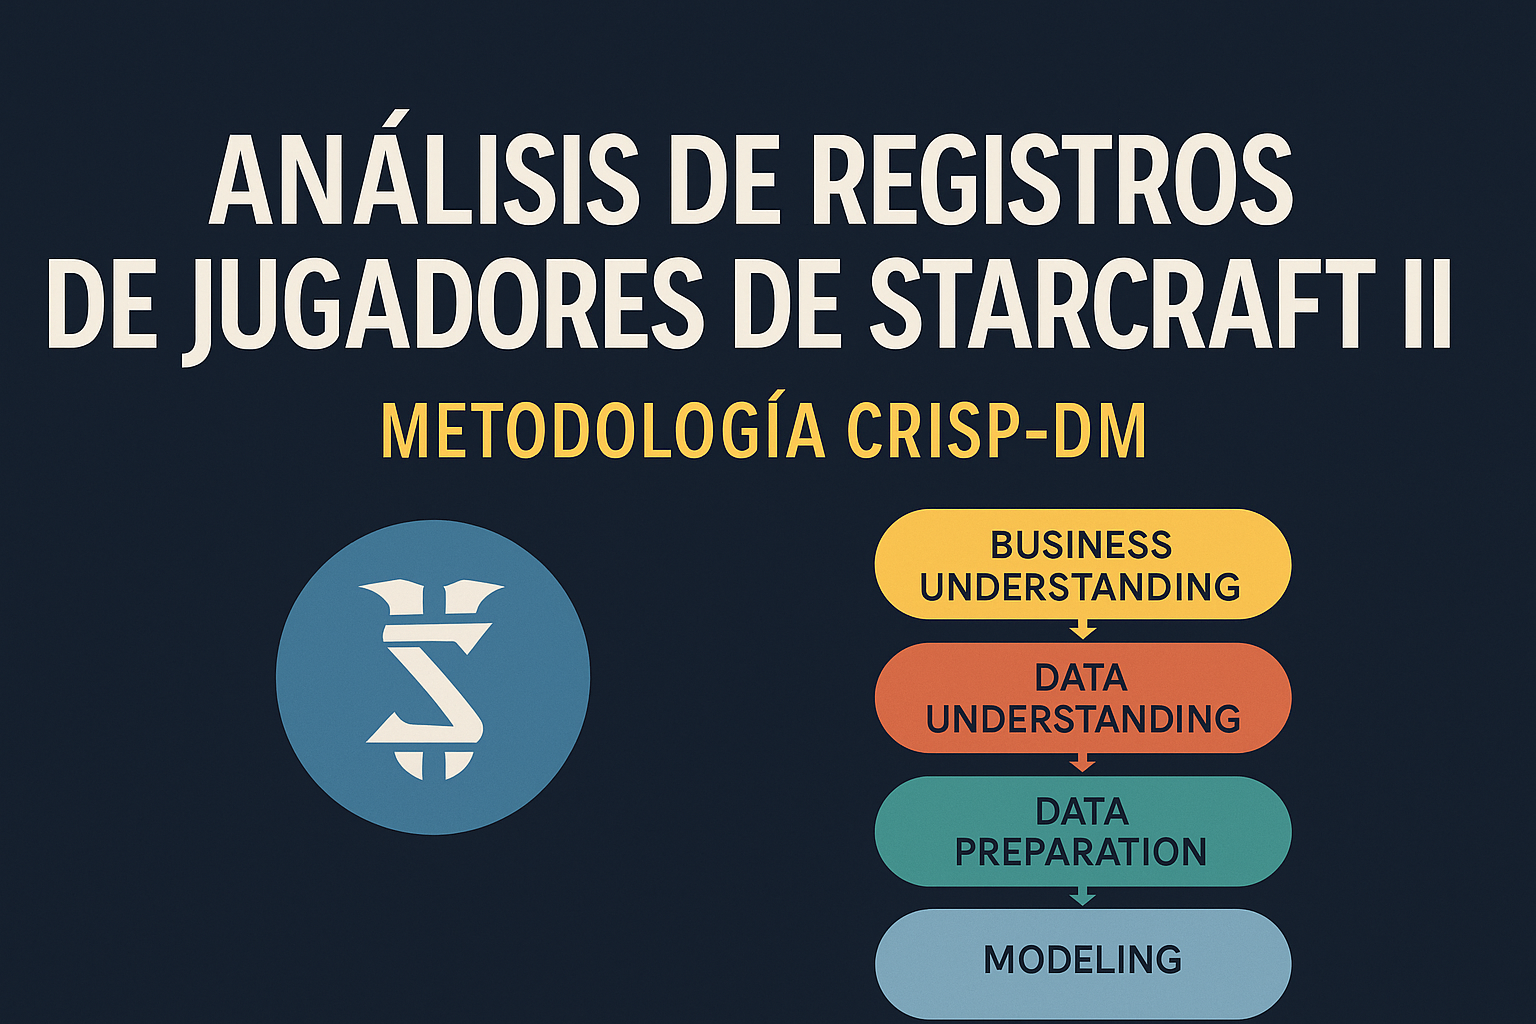 ANÁLISIS DE REGISTROS
DE JUGADORES DE STARCRAFT II
METODOLOGÍA CRISP-DM
BUSINESS
UNDERSTANDING
DATA
UNDERSTANDING
DATA
PREPARATION
MODELING